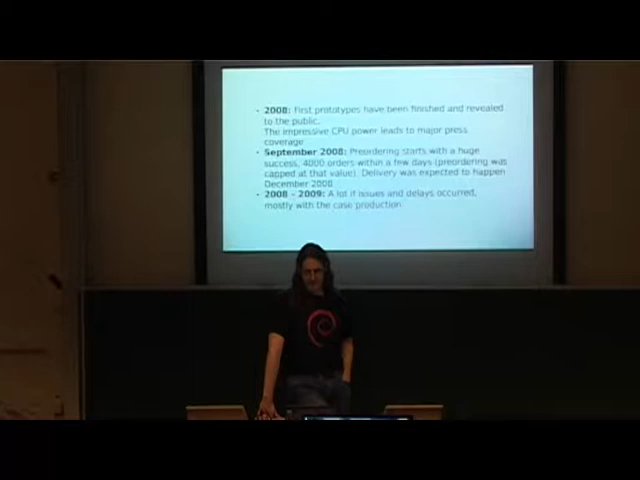 - 2008: First prototypes have been finished and revealed
to the public.
The impressive CPU power leads to major press
coverage
- September 2008: Preordering starts with a huge
success, 4000 orders within a few days (preordering was
capped at that value). Delivery was expected to happen
December 2008
- 2008 - 2009: A lot if issues and delays occurred,
mostly with the case production